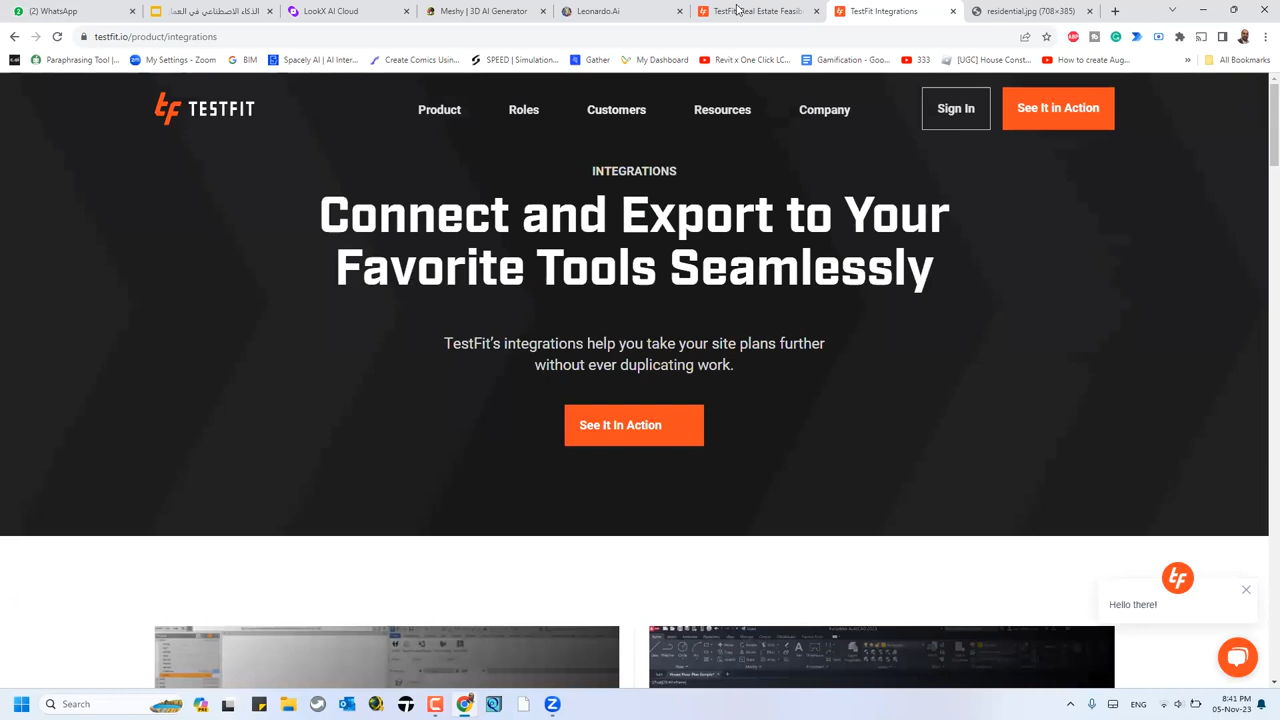 (2) WhatsApp
الذكاء الاصطناعي في العما
LookX AI Cloud
Meshy | 3D AI Generator
Leonardo.Ai
TestFit Real Estate Feasib
TestFit Integrations
residential.jpg (708×385)
testfit.io/product/integrations
Paraphrasing Tool |...
My Settings - Zoom
BIM
Spacely AI | AI Inter...
Create Comics Usin...
SPEED | Simulation...
Gather
My Dashboard
Revit x One Click LC...
Gamification - Goo...
333
[UGC] House Const...
How to create Aug...
»
All Bookmarks
TESTFIT
Product
Roles
Customers
Resources
Company
Sign In
See It in Action
INTEGRATIONS
Connect and Export to Your
Favorite Tools Seamlessly
TestFit's integrations help you take your site plans further
without ever duplicating work.
See It In Action
Hello there!
Search
ENG
8:41 PM
05-Nov-23